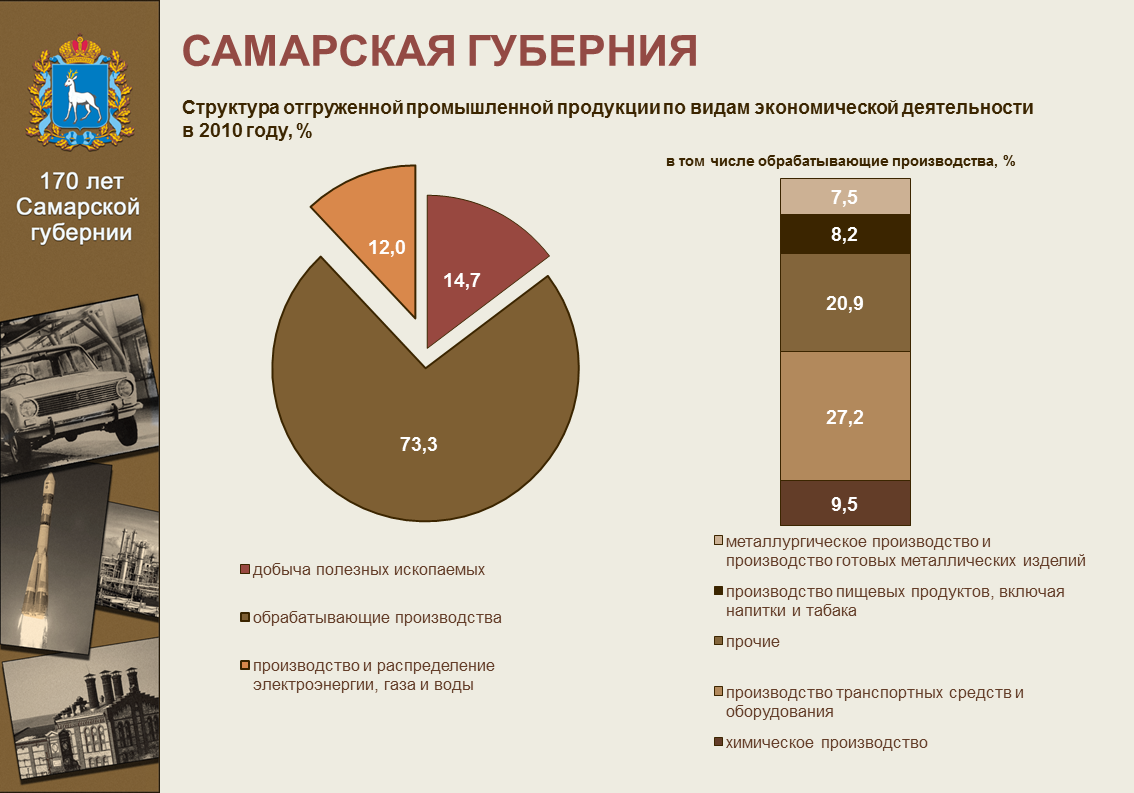 САМАРСКАЯ ГУБЕРНИЯ
Структура отгруженной промышленной продукции по видам экономической деятельности
в 2010 году, %
170 лет
Самарской
губернии
12,0
14,7
73,3
добыча полезных ископаемых
обрабатывающие производства
производство и распределение
электроэнергии, газа и воды
в том числе обрабатывающие производства, %
7,5
8,2
20,9
27,2
9,5
металлургическое производство и
производство готовых металлических изделий
производство пищевых продуктов, включая
напитки и табака
прочие
производство транспортных средств и
оборудования
химическое производство